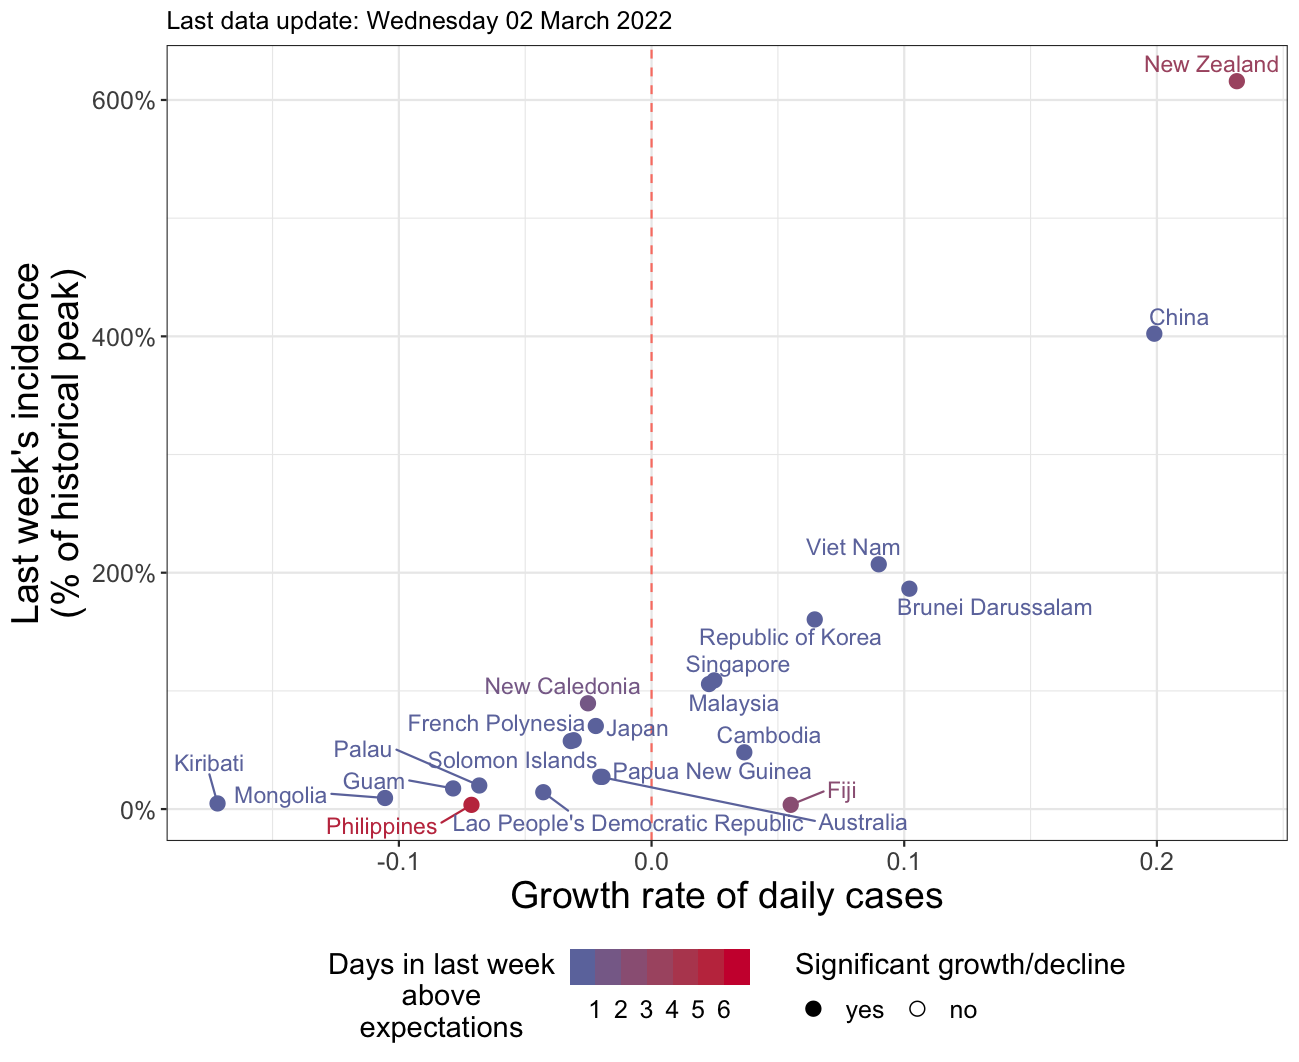 Last data update: Wednesday 02 March 2022
New Zealand
600%
China
400%
Last week's incidence
(% of historical peak)
Viet Nam
200%
Brunei Darussalam
Republic of Korea
Singapore
New Caledonia
Malaysia
French Polynesia
Japan
Cambodia
Palau
Solomon Islands
Kiribati
Papua New Guinea
Guam
Fiji
Mongolia
0%
Philippines
Lao People's Democratic Republic
Australia
-0.1
0.0
0.1
0.2
Growth rate of daily cases
Days in last week
above
expectations
1 2 3 4 5 6
Significant growth/decline
yes
no